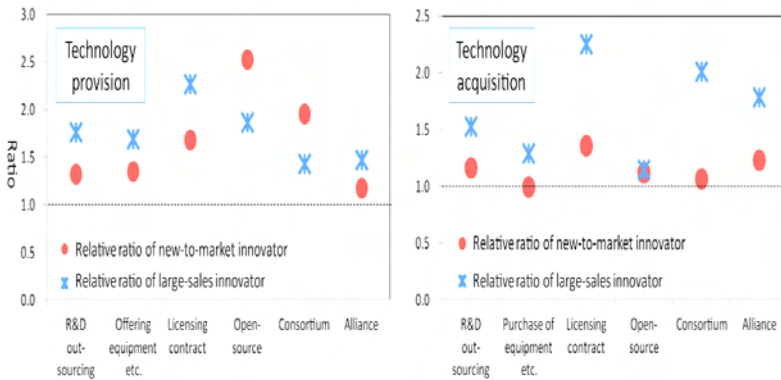 3.0
2.5
2.0
1.5
1.0
0.5
0.0
Ratio
Technology
provision
Relative ratio of new-to-market innovator
Relative ratio of large-sales innovator
R&D
out-
sourcing
Offering
equipment
etc.
Licensing
contract
Open-
source
Consortium
Alliance
2.5
2.0
1.5
1.0
0.5
0.0
Technology
acquisition
Relative ratio of new-to-market innovator
Relative ratio of large-sales innovator
R&D
out-
sourcing
Purchase of
equipment
etc.
Licensing
contract
Open-
source
Consortium
Alliance